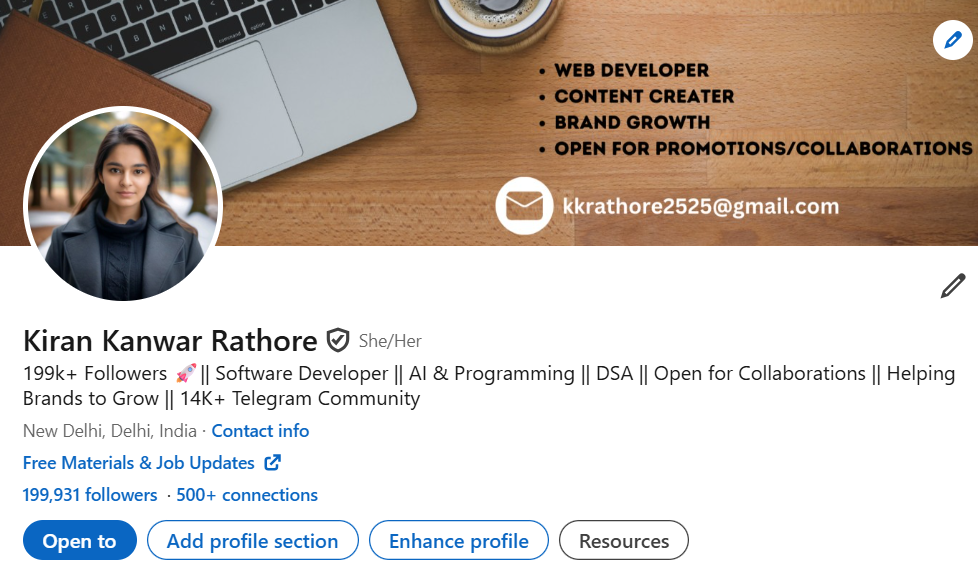 command option
• WEB DEVELOPER
• CONTENT CREATER
• BRAND GROWTH
• OPEN FOR PROMOTIONS/COLLABORATIONS
kkrathore2525@gmail.com
Kiran Kanwar Rathore She/Her
199k+ Followers 🚀|| Software Developer || AI & Programming || DSA || Open for Collaborations || Helping
Brands to Grow || 14K+ Telegram Community
New Delhi, Delhi, India · Contact info
Free Materials & Job Updates
199,931 followers · 500+ connections
Open to
Add profile section
Enhance profile
Resources